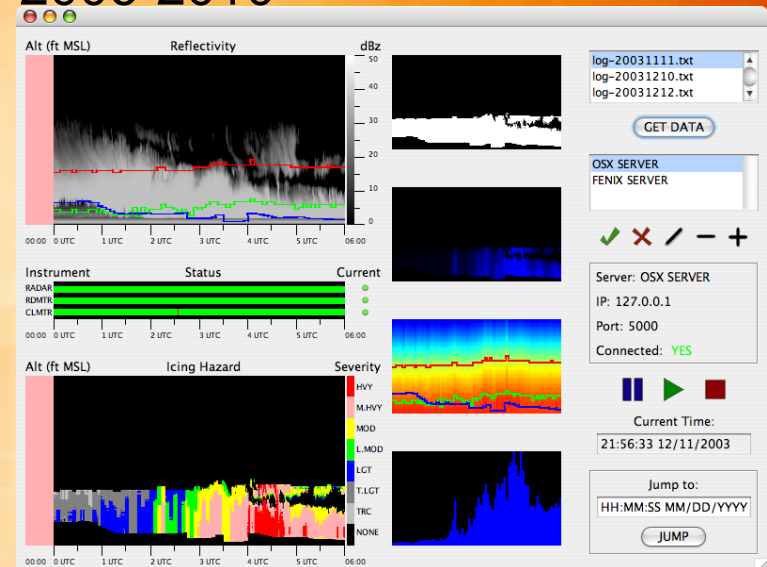 2003-2010
Alt (ft MSL) Reflectivity dBz
50
40
30
20
10
0
00:00 0 UTC 1 UTC 2 UTC 3 UTC 4 UTC 5 UTC 06:00
Instrument Status Current
RADAR
RDMTR
CLMTR
00:00 0 UTC 1 UTC 2 UTC 3 UTC 4 UTC 5 UTC 06:00
Alt (ft MSL) Icing Hazard Severity
HVY
M.HVY
MOD
L.MOD
LGT
T.LGT
TRC
NONE
00:00 0 UTC 1 UTC 2 UTC 3 UTC 4 UTC 5 UTC 06:00
log-20031111.txt
log-20031210.txt
log-20031212.txt
GET DATA
OSX SERVER
FENIX SERVER
Server: OSX SERVER
IP: 127.0.0.1
Port: 5000
Connected: YES
Current Time:
21:56:33 12/11/2003
Jump to:
HH:MM:SS MM/DD/YYYY
JUMP